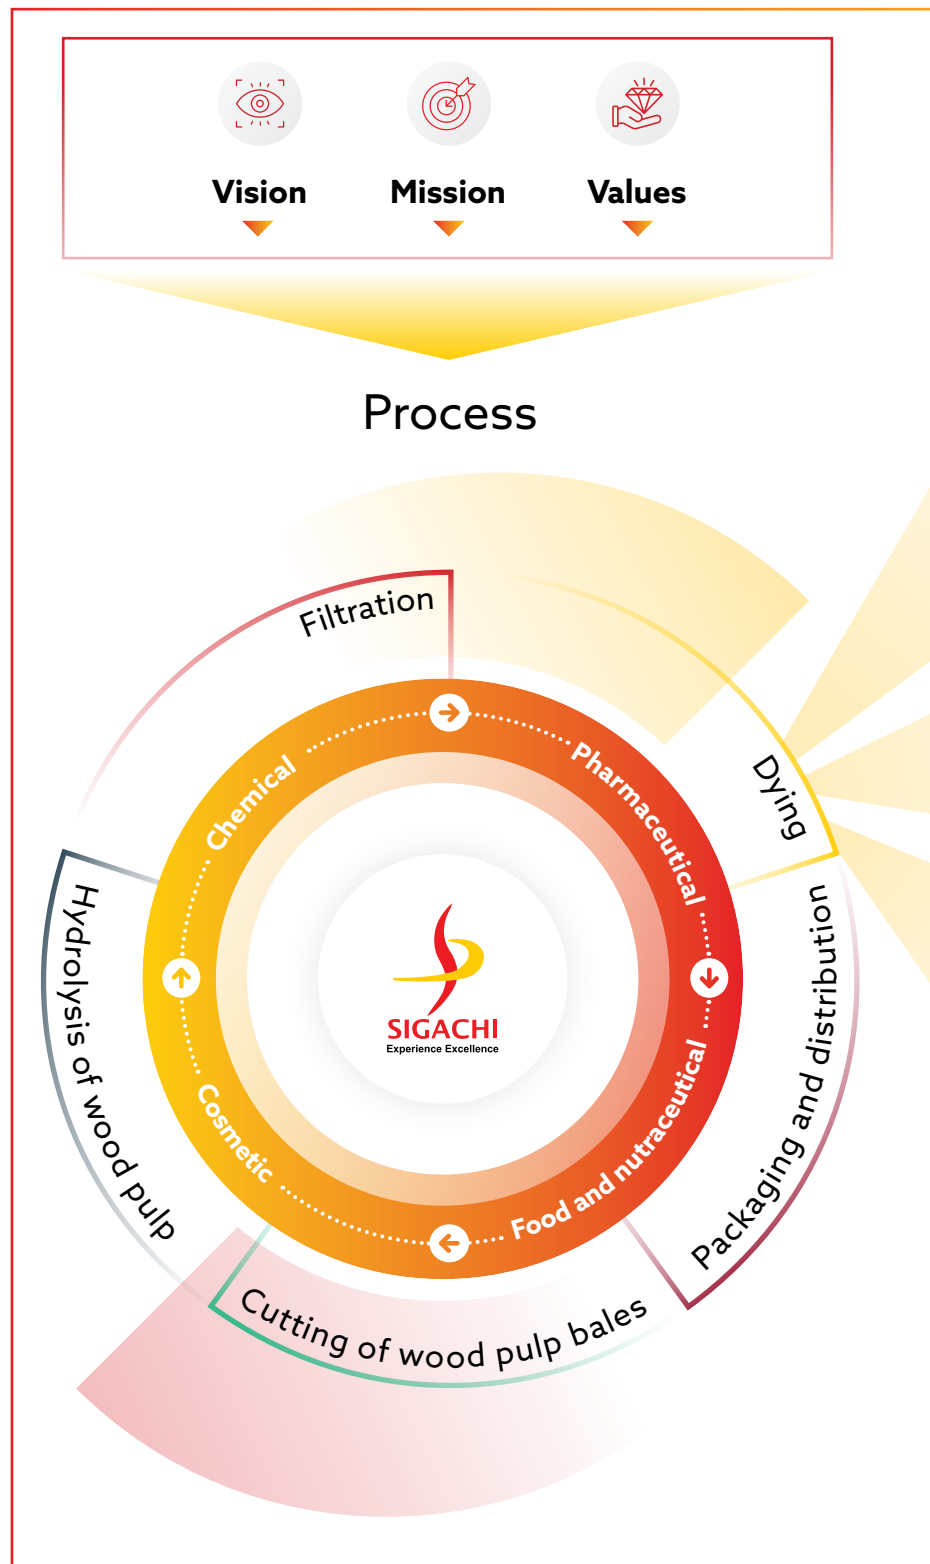 Vision
Mission
Values
Process
Filtration
Dying
Packaging and distribution
Cutting of wood pulp bales
Hydrolysis of wood pulp
Chemical
Pharmaceutical
Food and nutraceutical
Cosmetic
SIGACHI
Experience Excellence